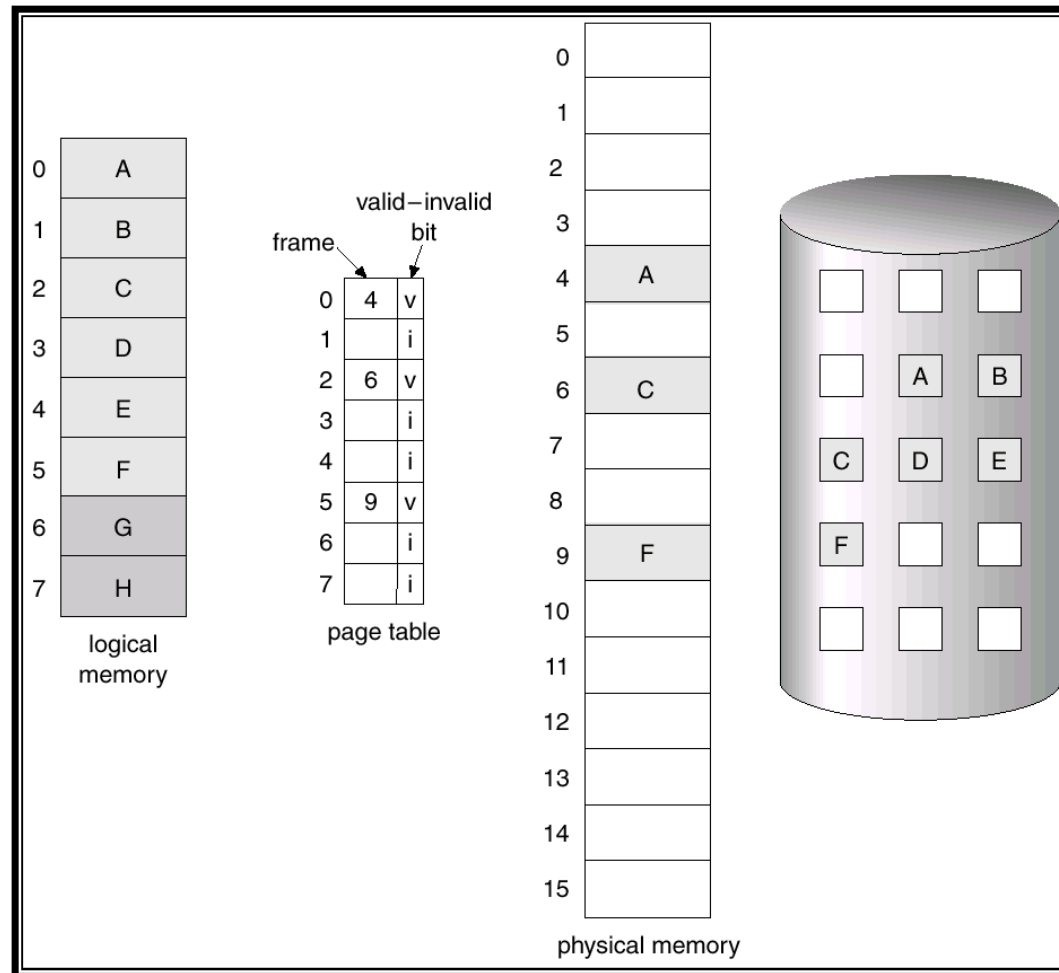 0 A
1 B
2 C
3 D
4 E
5 F
6 G
7 H
logical
memory
valid–invalid
bit
frame
0 4 v
1 i
2 6 v
3 i
4 i
5 9 v
6 i
7 i
page table
0
1
2
3
4 A
5
6 C
7
8
9 F
10
11
12
13
14
15
physical memory
A B
C D E
F